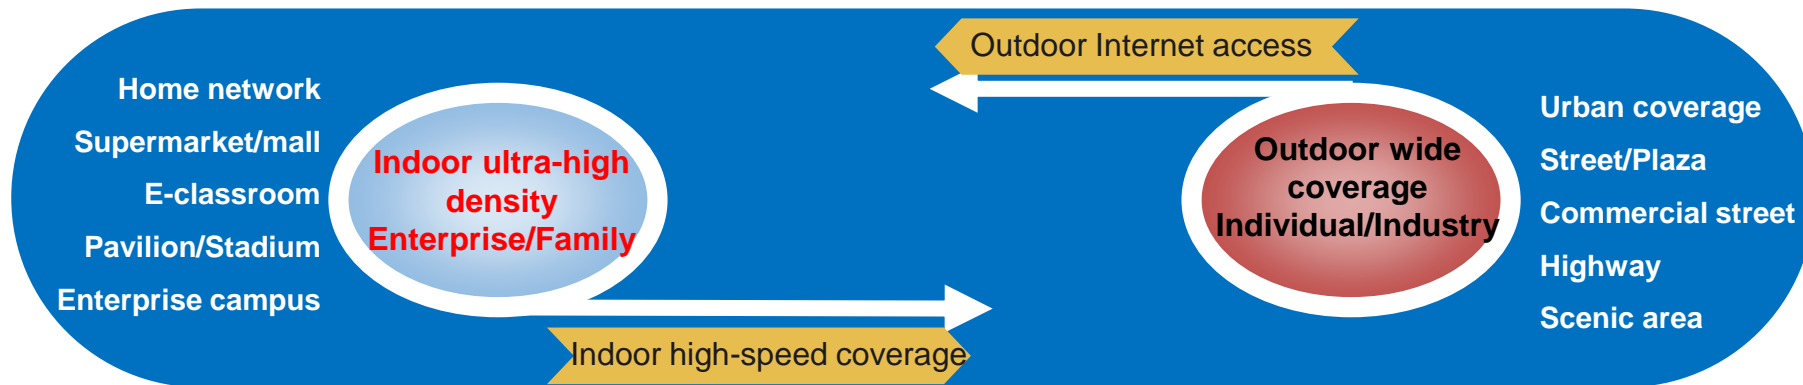 Outdoor Internet access
Home network
Supermarket/mall
E-classroom
Pavilion/Stadium
Enterprise campus
Indoor ultra-high
density
Enterprise/Family
Outdoor wide
coverage
Individual/Industry
Urban coverage
Street/Plaza
Commercial street
Highway
Scenic area
Indoor high-speed coverage